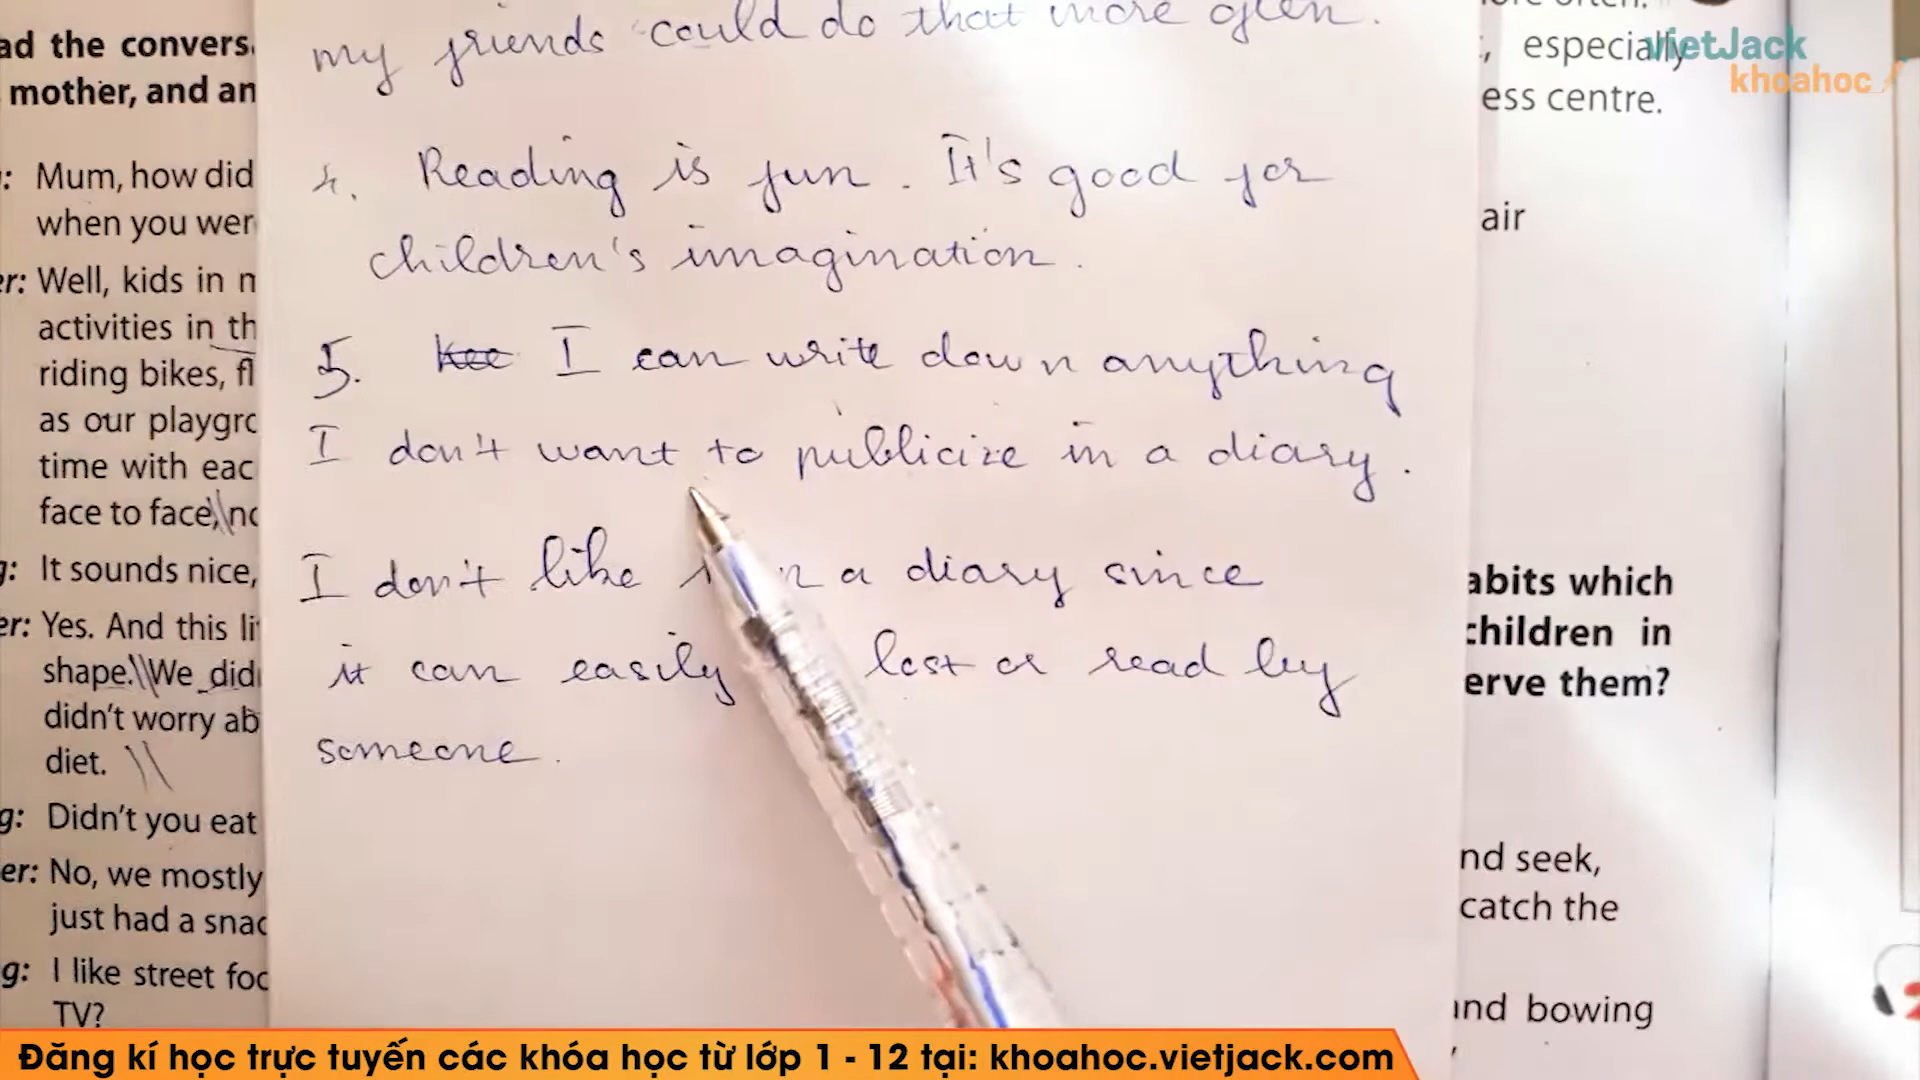 ad the convers
mother, and an
: Mum, how did
when you wer
er: Well, kids in m
activities in th
riding bikes, fl
as our playgro
time with eac
face to face, no
g: It sounds nice,
er: Yes. And this li
shape. We did
didn't worry ab
diet.
g: Didn't you eat
er: No, we mostly
just had a snac
g: I like street foo
TV?
my friends could do that more often.
4. Reading is fun. It's good for
children's imagination.
5. I can write down anything
I don't want to publicize in a diary.
I don't like in a diary since
it can easily lost or read by
someone.
, especially
ess centre.
air
abits which
children in
erve them?
nd seek,
catch the
and bowing
vietJack
khoahoc
Đăng kí học trực tuyến các khóa học từ lớp 1 - 12 tại: khoahoc.vietjack.com